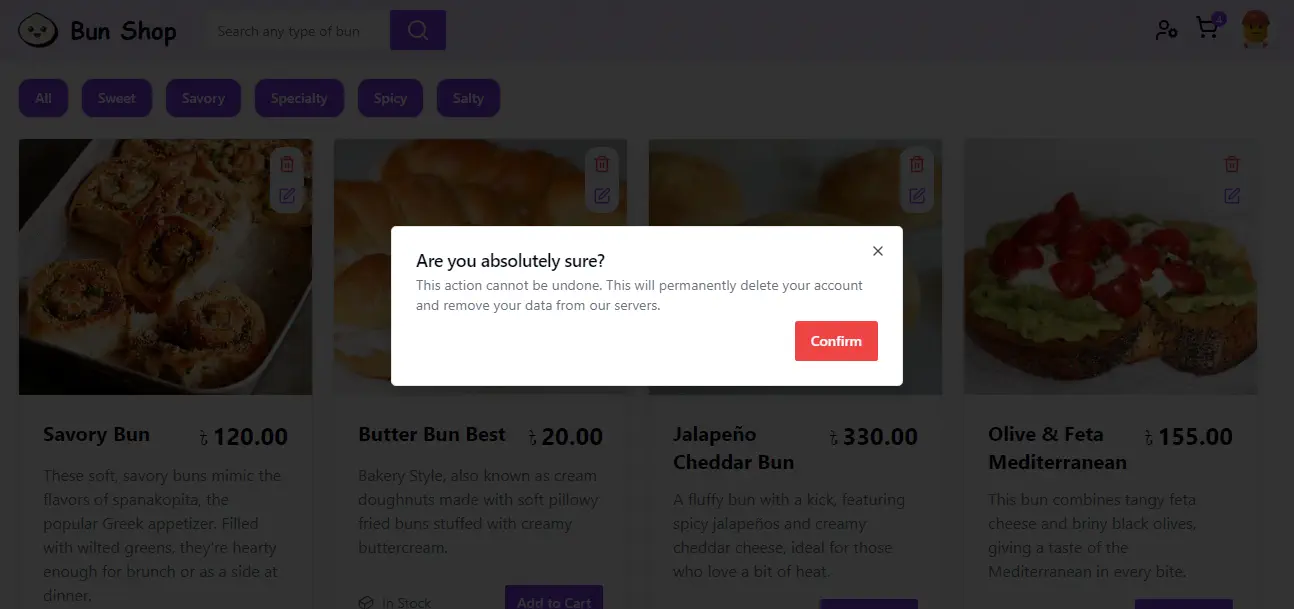 Bun Shop
Search any type of bun
4
All
Sweet
Savory
Specialty
Spicy
Salty
Are you absolutely sure?
This action cannot be undone. This will permanently delete your account
and remove your data from our servers.
Confirm
Savory Bun
৳ 120.00
These soft, savory buns mimic the
flavors of spanakopita, the
popular Greek appetizer. Filled
with wilted greens, they're hearty
enough for brunch or as a side at
dinner.
Butter Bun Best
৳ 20.00
Bakery Style, also known as cream
doughnuts made with soft pillowy
fried buns stuffed with creamy
buttercream.
In Stock
Add to Cart
Jalapeño
Cheddar Bun
৳ 330.00
A fluffy bun with a kick, featuring
spicy jalapeños and creamy
cheddar cheese, ideal for those
who love a bit of heat.
Olive & Feta
Mediterranean
৳ 155.00
This bun combines tangy feta
cheese and briny black olives,
giving a taste of the
Mediterranean in every bite.